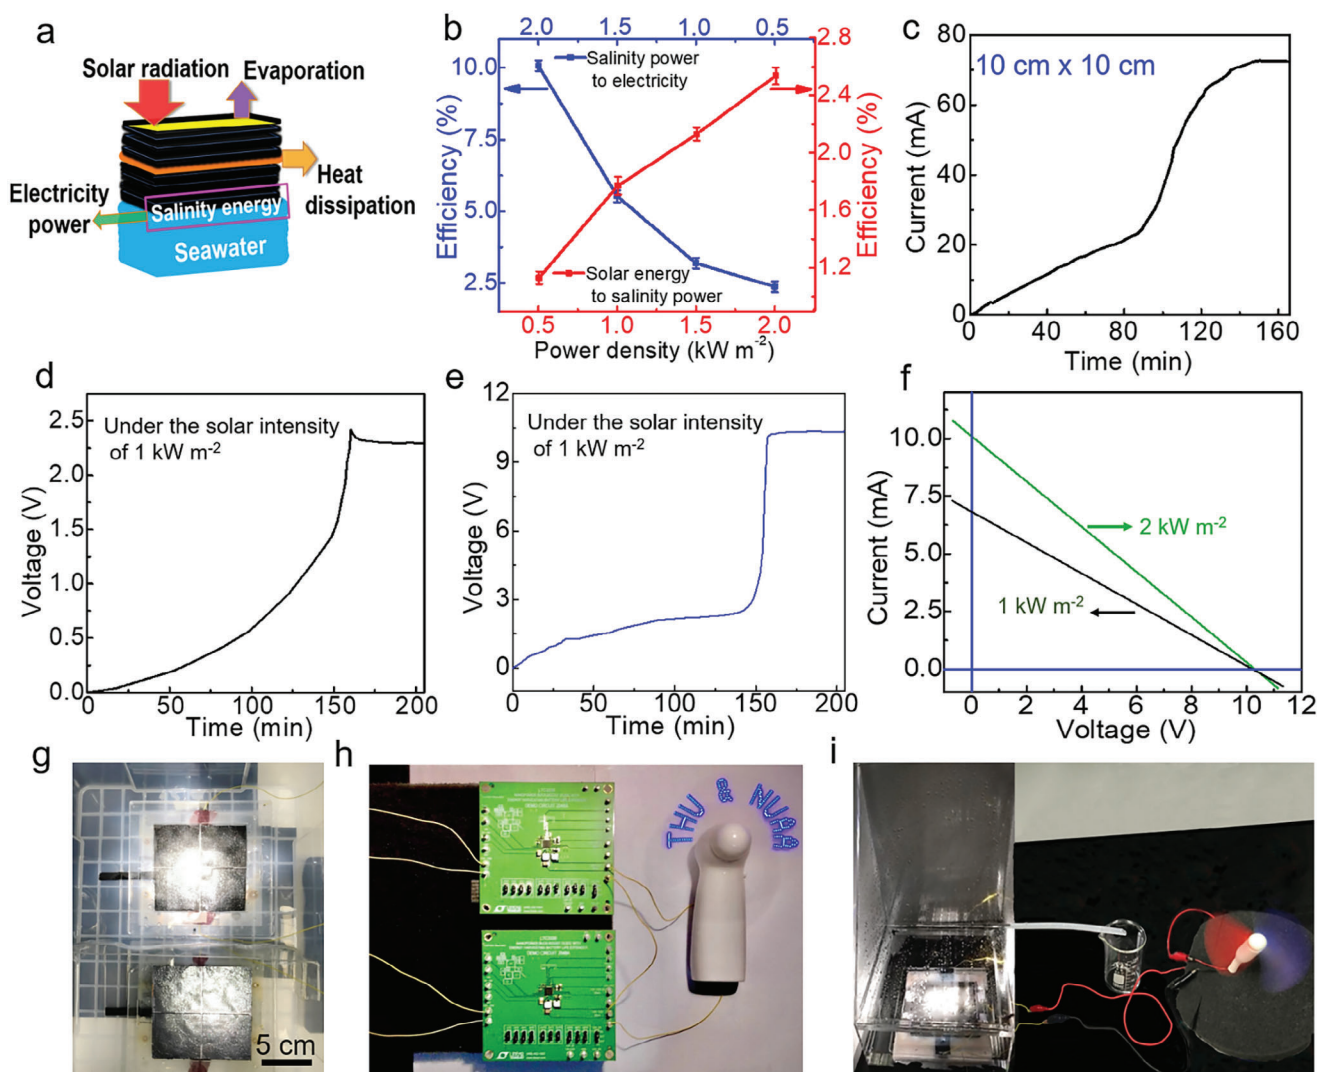 a
Solar radiation
Evaporation
Heat
dissipation
Electricity
power
Salinity energy
Seawater
b
2.0 1.5 1.0 0.5
Salinity power
to electricity
Solar energy
to salinity power
Efficiency (%)
10.0
7.5
5.0
2.5
Efficiency (%)
2.8
2.4
2.0
1.6
1.2
0.5 1.0 1.5 2.0
Power density (kW m-2)
c
10 cm x 10 cm
Current (mA)
80
60
40
20
0
0 40 80 120 160
Time (min)
d
Under the solar intensity
of 1 kW m-2
Voltage (V)
2.5
2.0
1.5
1.0
0.5
0.0
0 50 100 150 200
Time (min)
e
Under the solar intensity
of 1 kW m-2
Voltage (V)
12
9
6
3
0
0 50 100 150 200
Time (min)
f
2 kW m-2
1 kW m-2
Current (mA)
10.0
7.5
5.0
2.5
0.0
0 2 4 6 8 10 12
Voltage (V)
g
5 cm
h
THU & NUAA
i